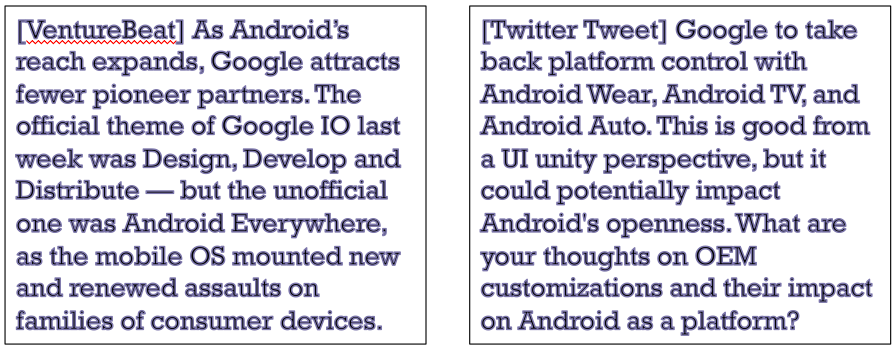 [VentureBeat] As Android’s
reach expands, Google attracts
fewer pioneer partners. The
official theme of Google IO last
week was Design, Develop and
Distribute — but the unofficial
one was Android Everywhere,
as the mobile OS mounted new
and renewed assaults on
families of consumer devices.
[Twitter Tweet] Google to take
back platform control with
Android Wear, Android TV, and
Android Auto. This is good from
a UI unity perspective, but it
could potentially impact
Android's openness. What are
your thoughts on OEM
customizations and their impact
on Android as a platform?